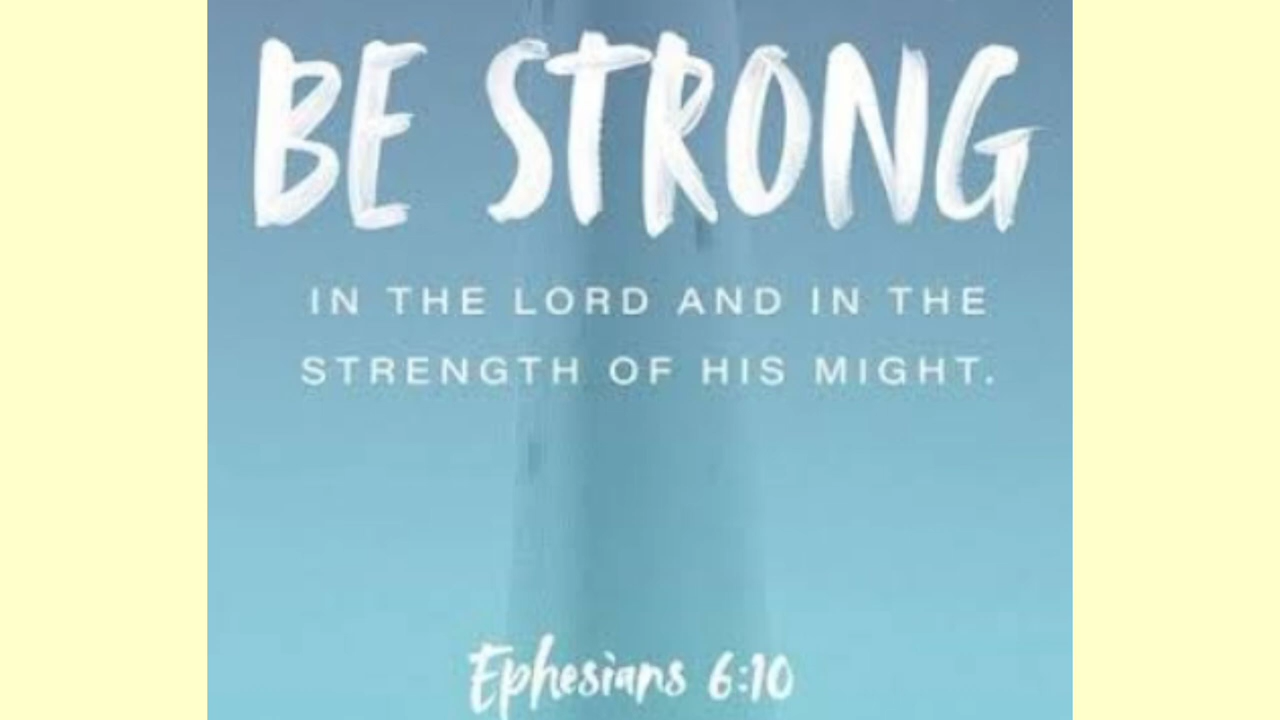 BE STRONG
IN THE LORD AND IN THE
STRENGTH OF HIS MIGHT.
Ephesians 6:10